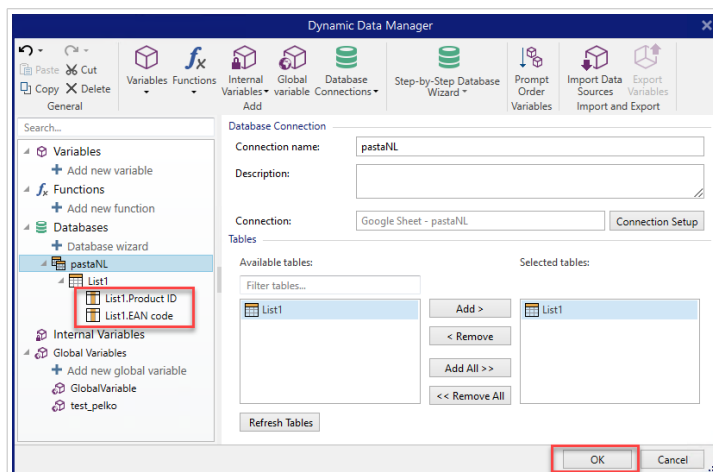 Dynamic Data Manager
Paste Cut
Copy Delete
General
Variables Functions
Internal Variables Global variable Database Connections
Add
Step-by-Step Database Wizard
Prompt Order
Variables
Import Data Sources Export Variables
Import and Export
Search...
Variables
Add new variable
Functions
Add new function
Databases
Database wizard
pastaNL
List1
List1.Product ID
List1.EAN code
Internal Variables
Global Variables
Add new global variable
GlobalVariable
test_pelko
Database Connection
Connection name: pastaNL
Description:
Connection: Google Sheet - pastaNL Connection Setup
Tables
Available tables: Selected tables:
Filter tables...
List1 Add > List1
< Remove
Add All >>
<< Remove All
Refresh Tables
OK Cancel